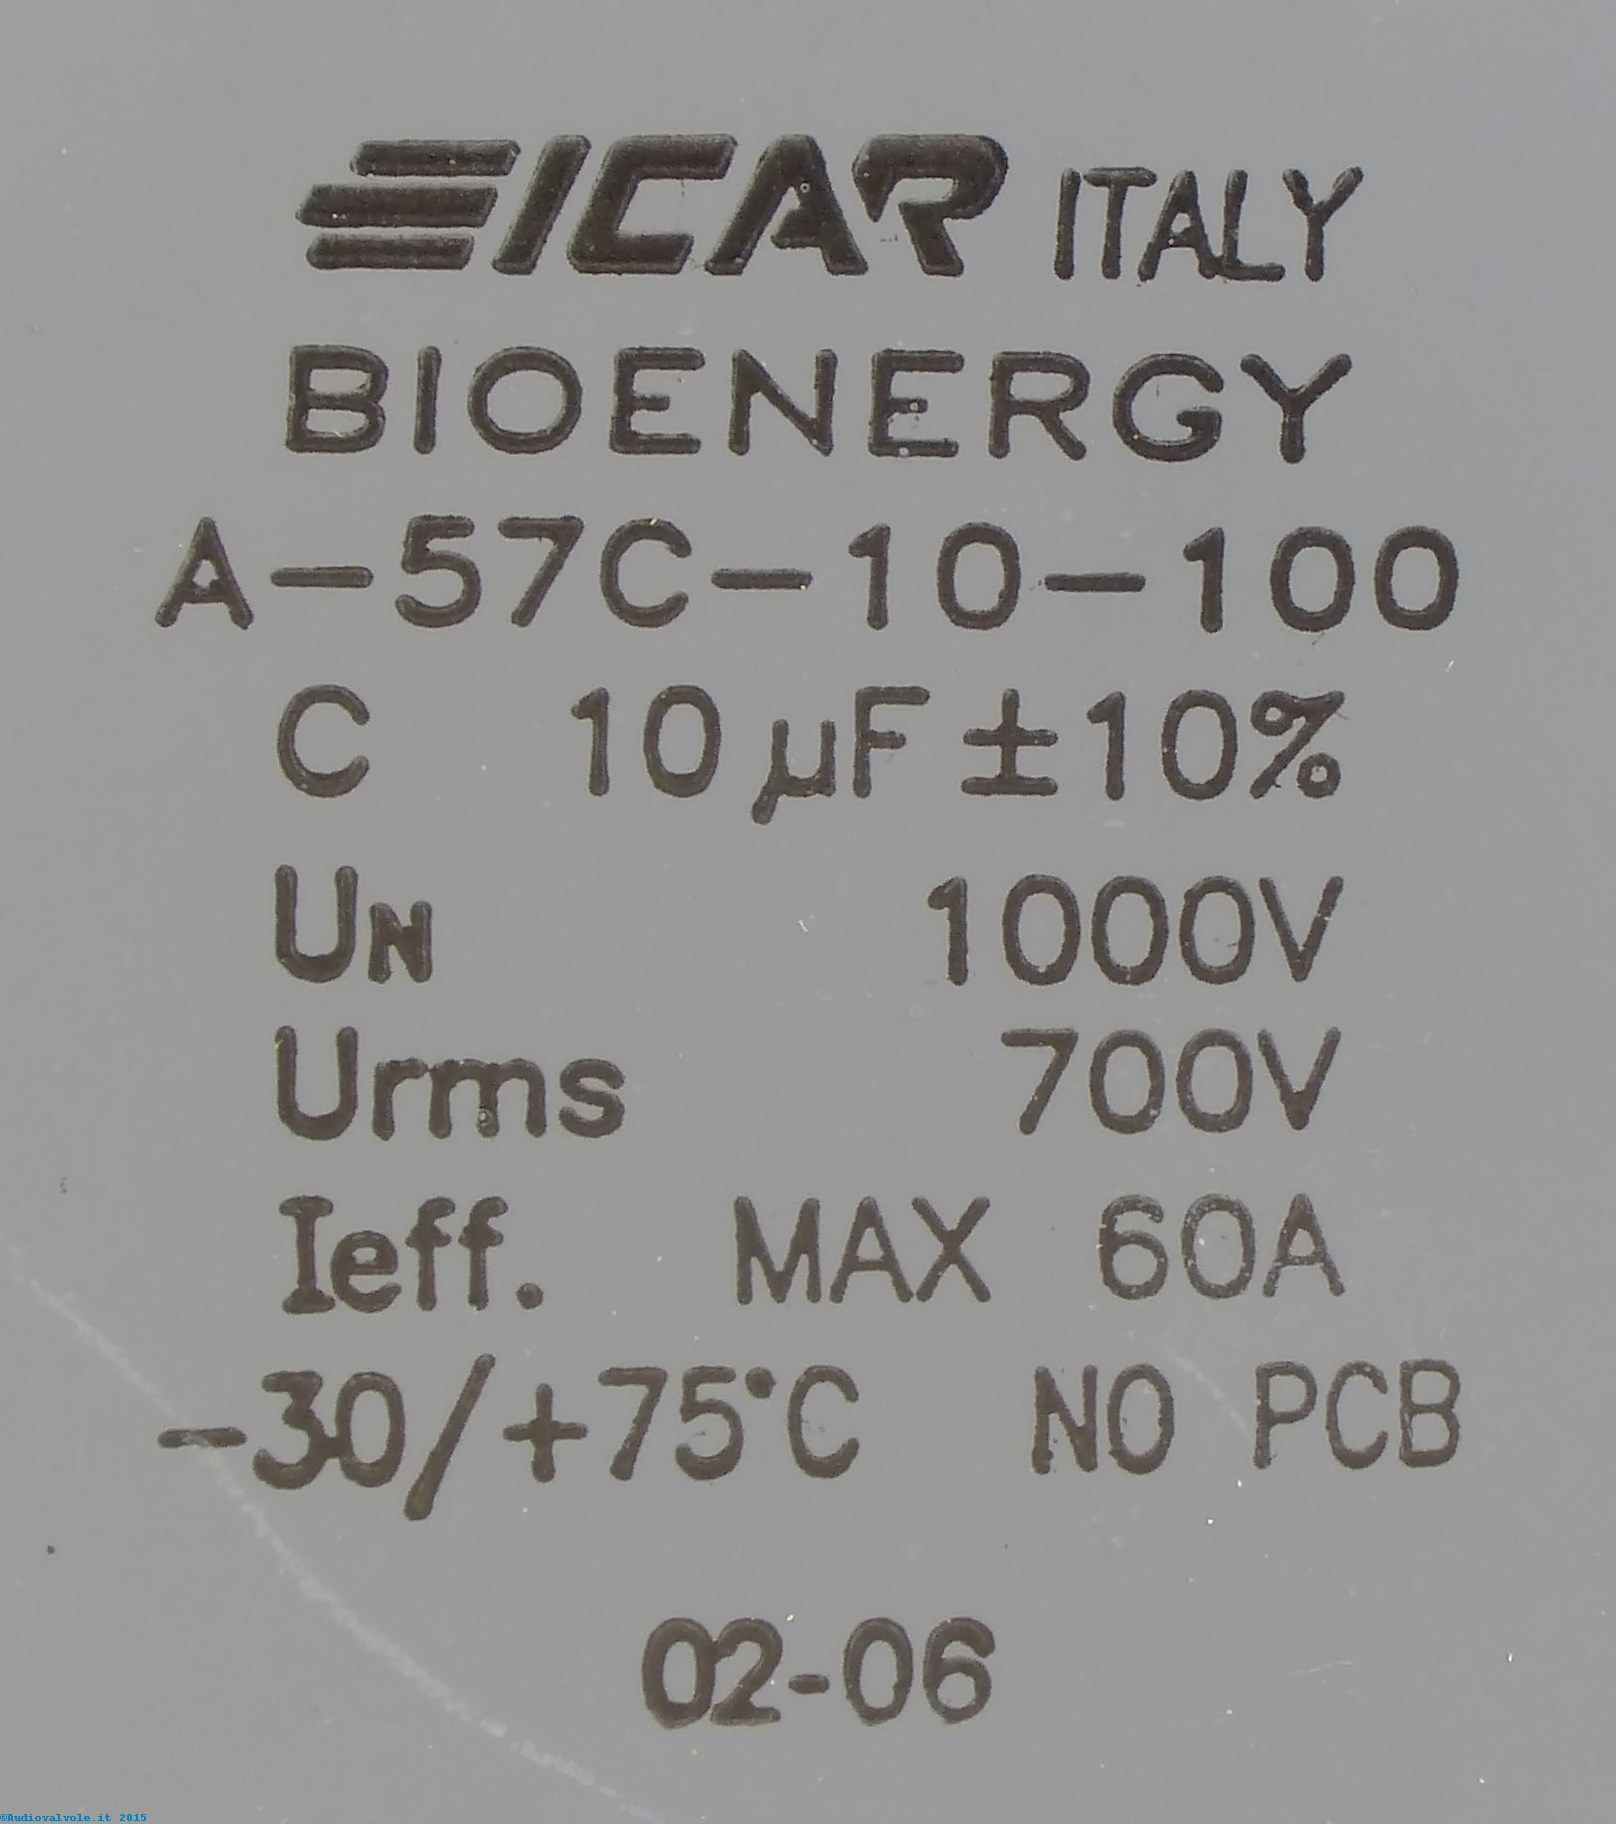 ICAR ITALY
BIOENERGY
A-57C-10-100
C 10 µF ±10%
UN 1000V
Urms 700V
Ieff. MAX 60A
-30/+75°C NO PCB
02-06
©Audiovalvole.it 2015